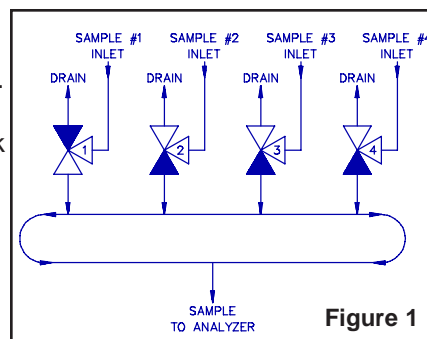 SAMPLE #1 INLET
SAMPLE #2 INLET
SAMPLE #3 INLET
SAMPLE #4 INLET
DRAIN
DRAIN
DRAIN
DRAIN
1
2
3
4
SAMPLE
TO ANALYZER
Figure 1